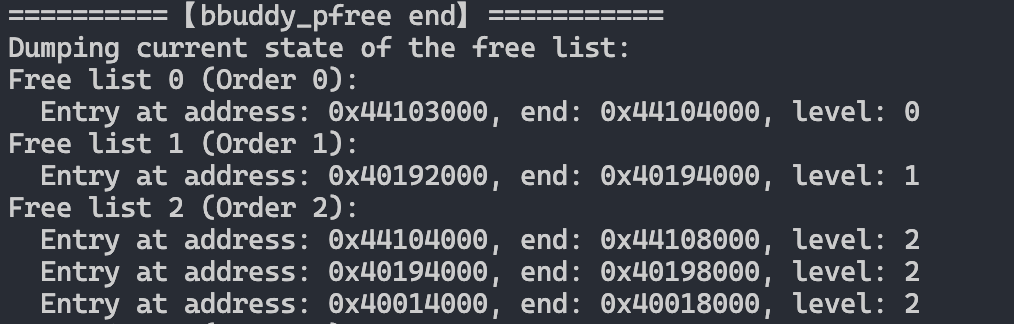 ==========【bbuddy_pfree end】===========
Dumping current state of the free list:
Free list 0 (Order 0):
  Entry at address: 0x44103000, end: 0x44104000, level: 0
Free list 1 (Order 1):
  Entry at address: 0x40192000, end: 0x40194000, level: 1
Free list 2 (Order 2):
  Entry at address: 0x44104000, end: 0x44108000, level: 2
  Entry at address: 0x40194000, end: 0x40198000, level: 2
  Entry at address: 0x40014000, end: 0x40018000, level: 2